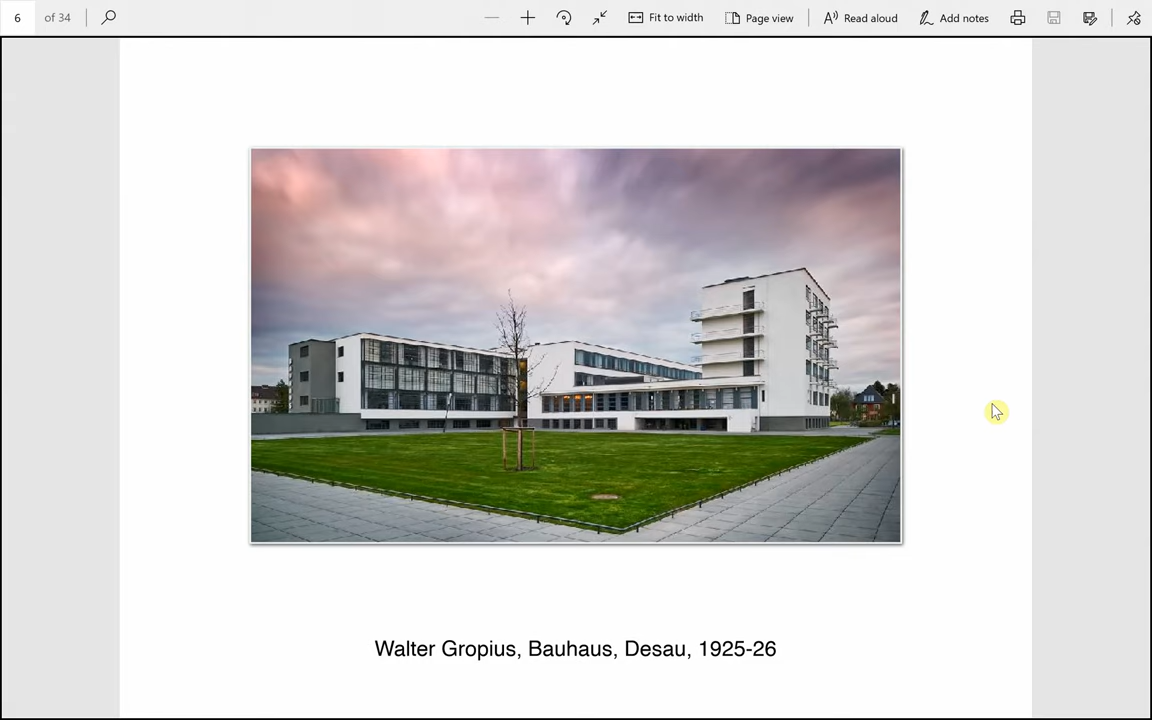 6 of 34 Fit to width Page view Read aloud Add notes
Walter Gropius, Bauhaus, Desau, 1925-26